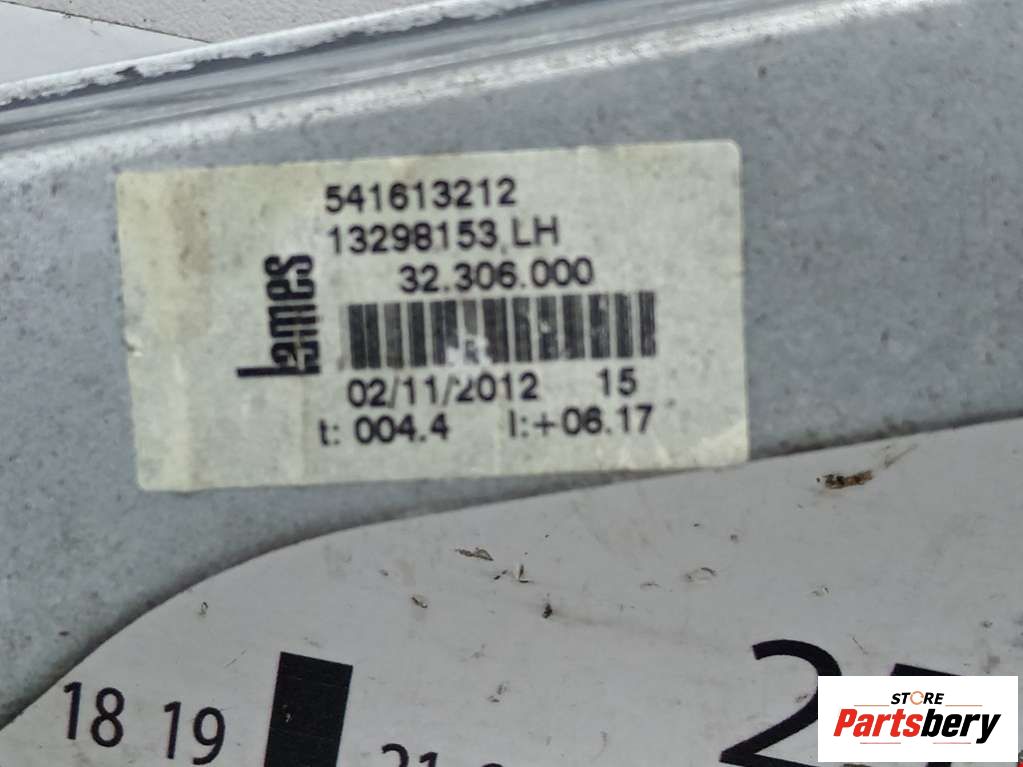 541613212
13298153 LH
32.306.000
Lames
02/11/2012 15
t: 004.4 l:+06.17
18 19
STORE
Partsbery